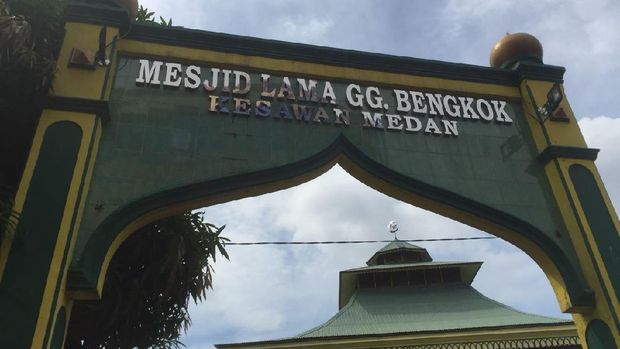 MESJID LAMA GG. BENGKOK
KESAWAN MEDAN